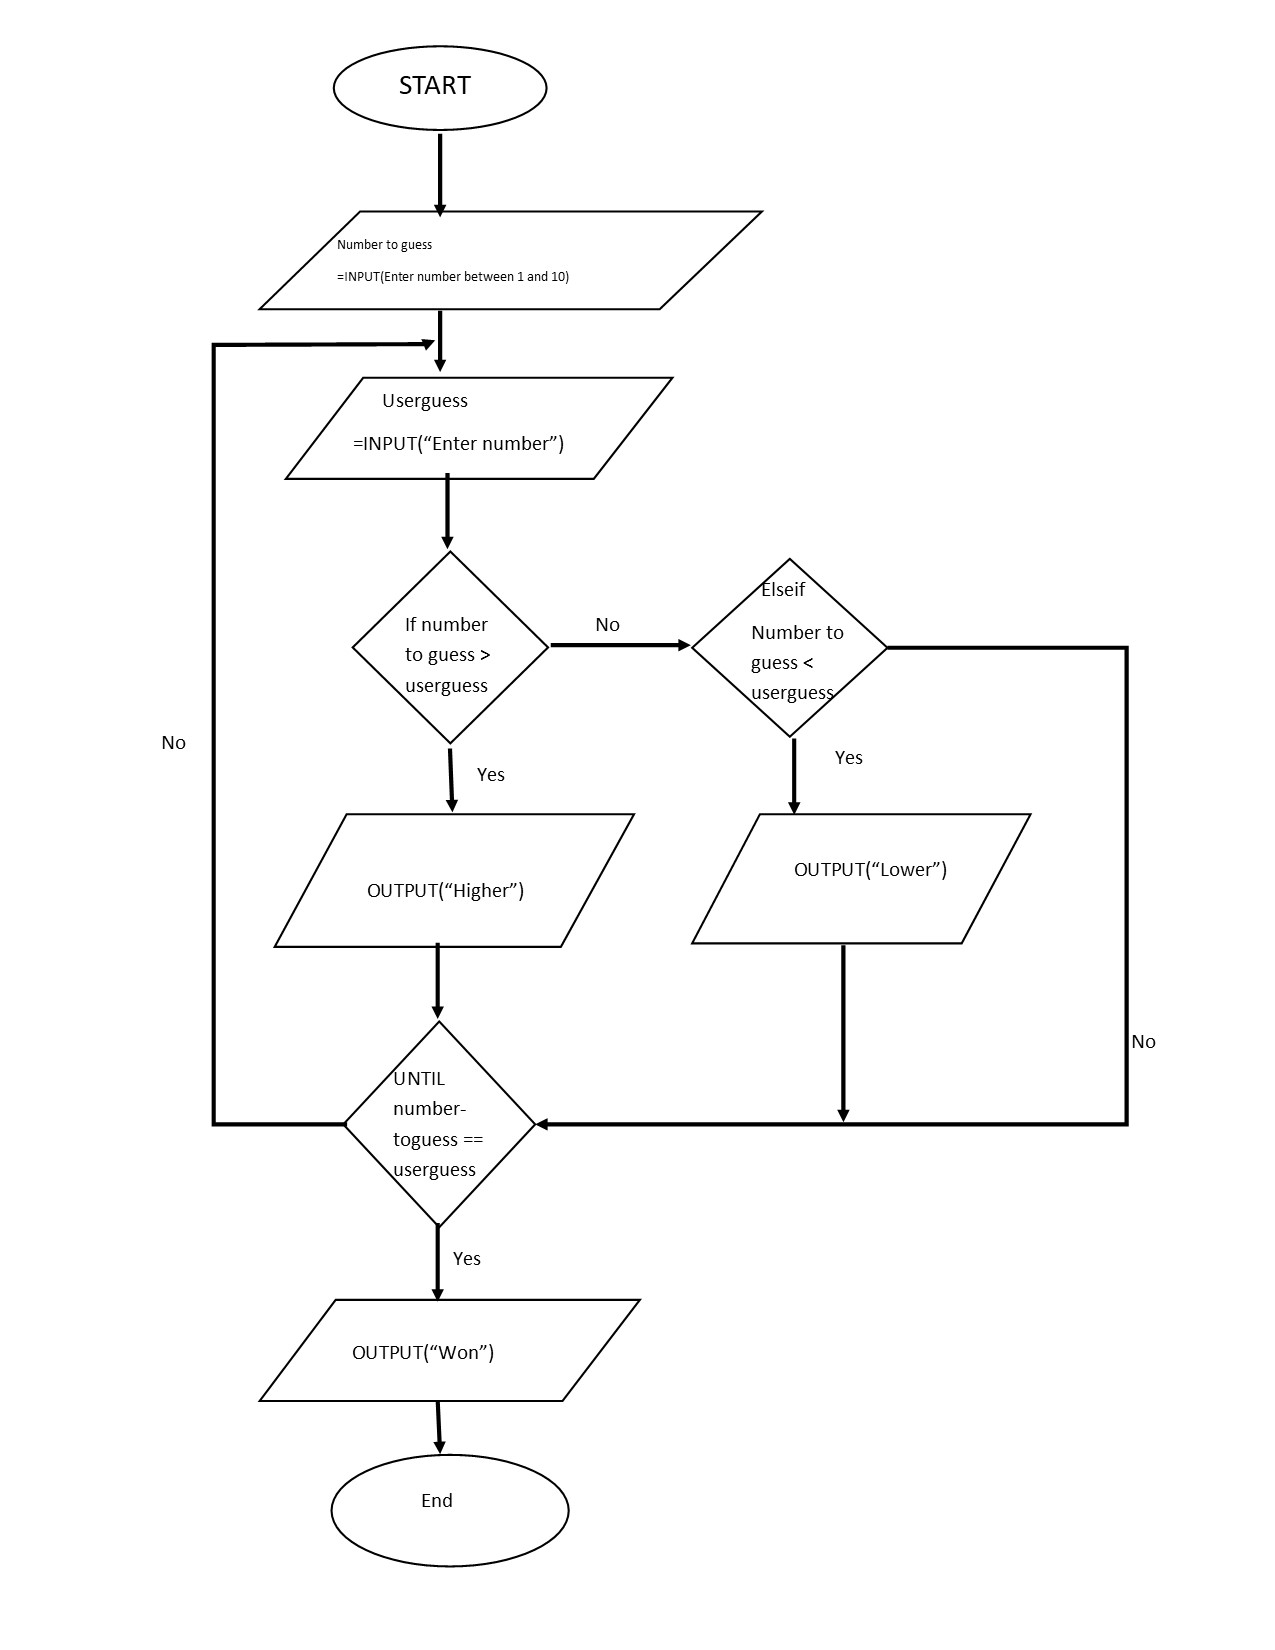 START
Number to guess
=INPUT(Enter number between 1 and 10)
Userguess
=INPUT(“Enter number”)
If number
to guess >
userguess
No
Elseif
Number to
guess <
userguess
No
Yes
Yes
OUTPUT(“Higher”)
OUTPUT(“Lower”)
No
UNTIL
number-
toguess ==
userguess
Yes
OUTPUT(“Won”)
End